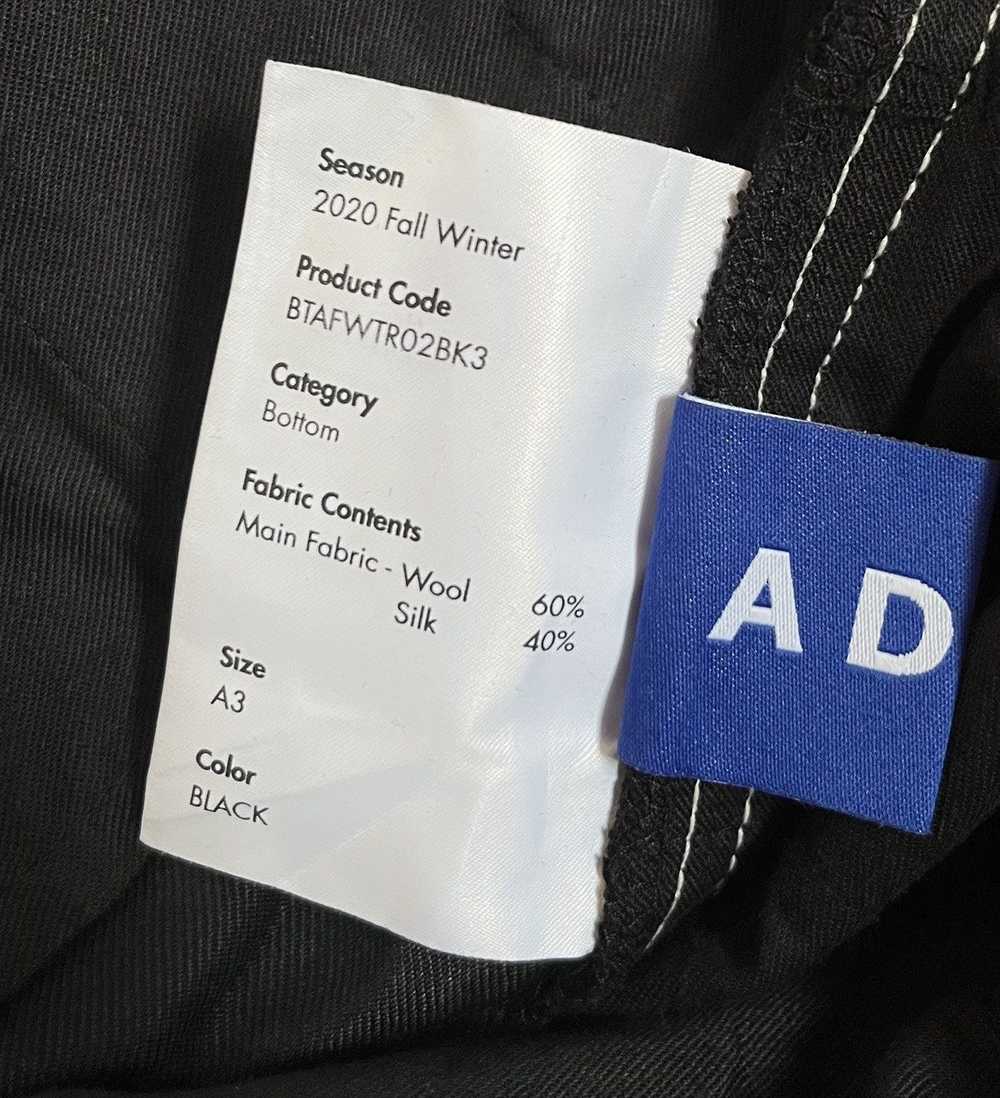 Season
2020 Fall Winter
Product Code
BTAFWTR02BK3
Category
Bottom
Fabric Contents
Main Fabric - Wool 60%
Silk 40%
Size
A3
Color
BLACK
AD